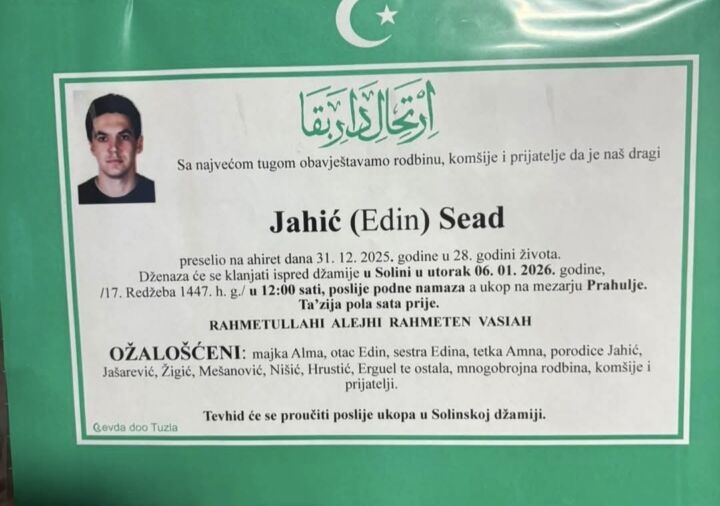 اِرْتِحَالِ دَارِ بَقَا
Sa najvećom tugom obavještavamo rodbinu, komšije i prijatelje da je naš dragi
Jahić (Edin) Sead
preselio na ahiret dana 31. 12. 2025. godine u 28. godini života.
Dženaza će se klanjati ispred džamije u Solini u utorak 06. 01. 2026. godine,
/17. Redžeba 1447. h. g./ u 12:00 sati, poslije podne namaza a ukop na mezarju Prahulje.
Ta'zija pola sata prije.
RAHMETULLAHI ALEJHI RAHMETEN VASIAH
OŽALOŠĆENI: majka Alma, otac Edin, sestra Edina, tetka Amna, porodice Jahić,
Jašarević, Žigić, Mešanović, Nišić, Hrustić, Erguel te ostala, mnogobrojna rodbina, komšije i
prijatelji.
Tevhid će se proučiti poslije ukopa u Solinskoj džamiji.
Gevda doo Tuzla